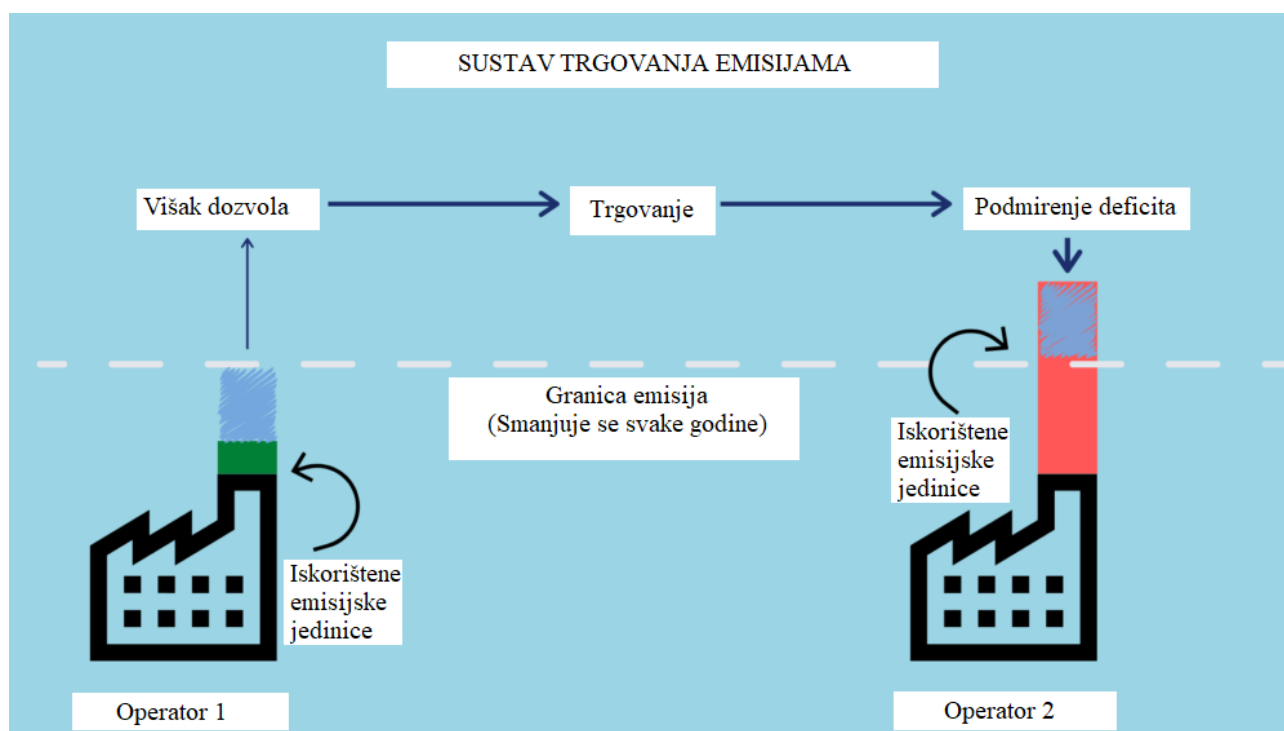 SUSTAV TRGOVANJA EMISIJAMA
Višak dozvola
Trgovanje
Podmirenje deficita
Granica emisija
(Smanjuje se svake godine)
Iskorištene
emisijske
jedinice
Iskorištene
emisijske
jedinice
Operator 1
Operator 2